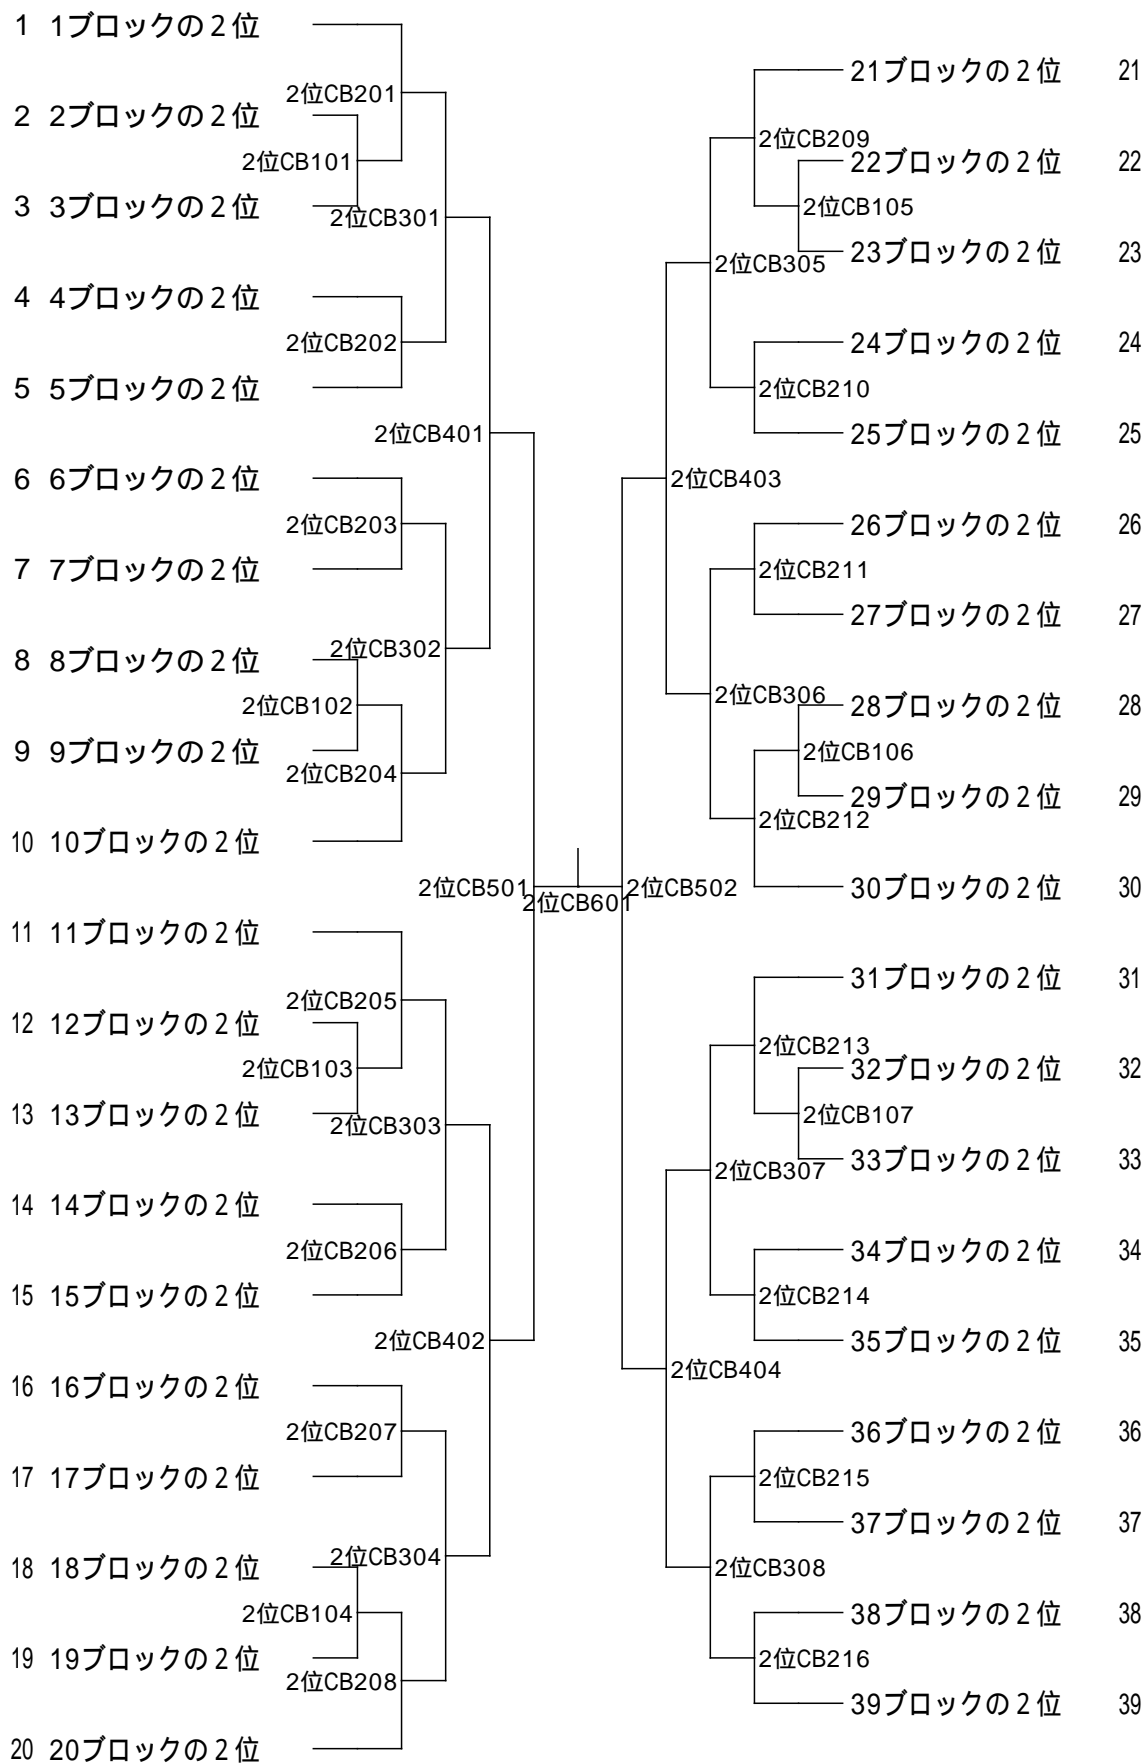 1 1ブロックの２位
2位CB201
2 2ブロックの２位
2位CB101
3 3ブロックの２位
2位CB301
4 4ブロックの２位
2位CB202
5 5ブロックの２位
2位CB401
6 6ブロックの２位
2位CB203
7 7ブロックの２位
2位CB302
8 8ブロックの２位
2位CB102
9 9ブロックの２位
2位CB204
10 10ブロックの２位
2位CB501
11 11ブロックの２位
2位CB205
12 12ブロックの２位
2位CB103
13 13ブロックの２位
2位CB303
14 14ブロックの２位
2位CB206
15 15ブロックの２位
2位CB402
16 16ブロックの２位
2位CB207
17 17ブロックの２位
2位CB304
18 18ブロックの２位
2位CB104
19 19ブロックの２位
2位CB208
20 20ブロックの２位
2位CB601
21ブロックの２位 21
2位CB209
22ブロックの２位 22
2位CB105
23ブロックの２位 23
2位CB305
24ブロックの２位 24
2位CB210
25ブロックの２位 25
2位CB403
26ブロックの２位 26
2位CB211
27ブロックの２位 27
2位CB306
28ブロックの２位 28
2位CB106
29ブロックの２位 29
2位CB212
30ブロックの２位 30
2位CB502
31ブロックの２位 31
2位CB213
32ブロックの２位 32
2位CB107
33ブロックの２位 33
2位CB307
34ブロックの２位 34
2位CB214
35ブロックの２位 35
2位CB404
36ブロックの２位 36
2位CB215
37ブロックの２位 37
2位CB308
38ブロックの２位 38
2位CB216
39ブロックの２位 39